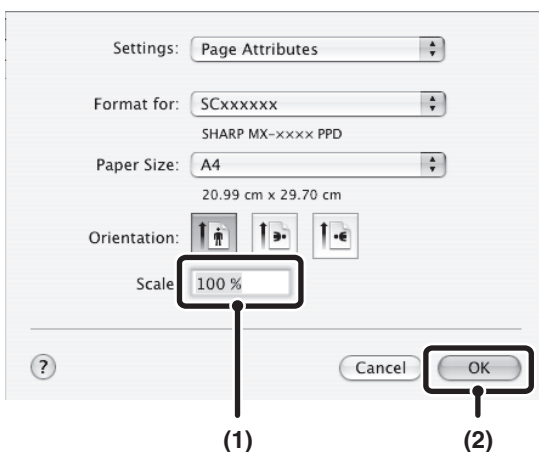 Settings: Page Attributes
Format for: SCxxxxxx
SHARP MX-xxxx PPD
Paper Size: A4
20.99 cm x 29.70 cm
Orientation:
Scale 100 %
? Cancel OK
(1) (2)